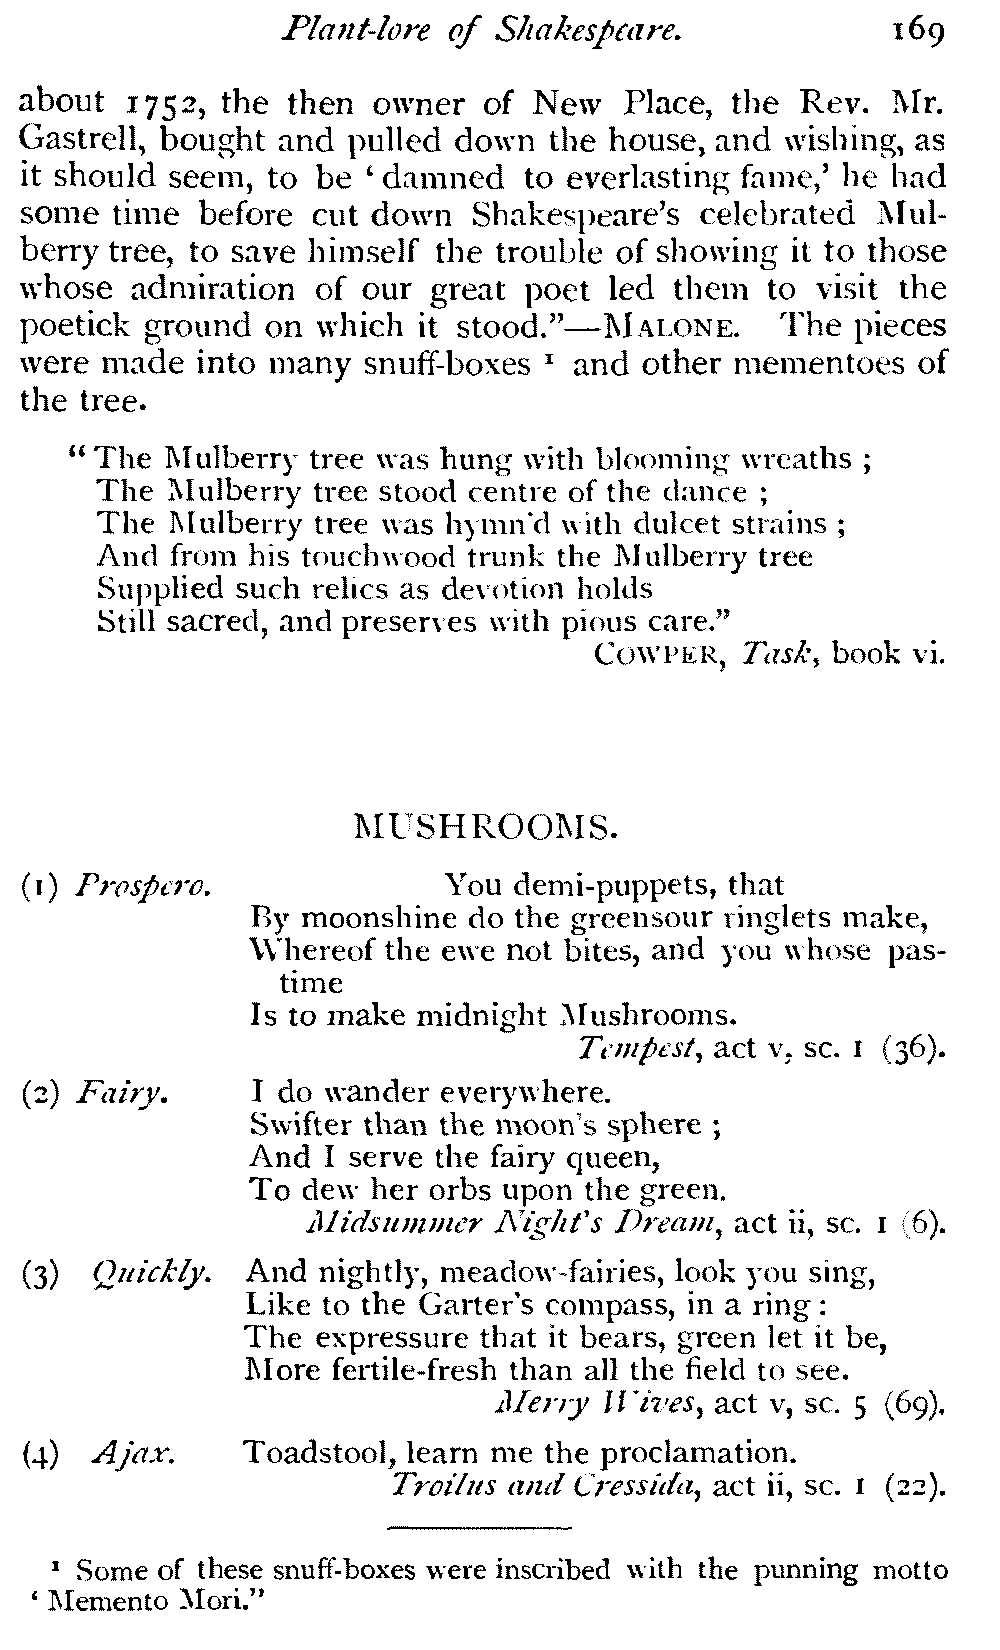 Plant-lore of Shakespeare. 169
about 1752, the then owner of New Place, the Rev. Mr.
Gastrell, bought and pulled down the house, and wishing, as
it should seem, to be ‘ damned to everlasting fame,’ he had
some time before cut down Shakespeare's celebrated Mul-
berry tree, to save himself the trouble of showing it to those
whose admiration of our great poet led them to visit the
poetick ground on which it stood.”—MALONE. The pieces
were made into many snuff-boxes ¹ and other mementoes of
the tree.
“ The Mulberry tree was hung with blooming wreaths ;
The Mulberry tree stood centre of the dance ;
The Mulberry tree was hymn'd with dulcet strains ;
And from his touchwood trunk the Mulberry tree
Supplied such relics as devotion holds
Still sacred, and preserves with pious care.”
COWPER, Task, book vi.
MUSHROOMS.
(1) Prospero. You demi-puppets, that
By moonshine do the greensour ringlets make,
Whereof the ewe not bites, and you whose pas-
time
Is to make midnight Mushrooms.
Tempest, act v, sc. 1 (36).
(2) Fairy. I do wander everywhere.
Swifter than the moon's sphere ;
And I serve the fairy queen,
To dew her orbs upon the green.
Midsummer Night's Dream, act ii, sc. 1 (6).
(3) Quickly. And nightly, meadow-fairies, look you sing,
Like to the Garter's compass, in a ring :
The expressure that it bears, green let it be,
More fertile-fresh than all the field to see.
Merry Wives, act v, sc. 5 (69).
(4) Ajax. Toadstool, learn me the proclamation.
Troilus and Cressida, act ii, sc. 1 (22).
¹ Some of these snuff-boxes were inscribed with the punning motto
‘ Memento Mori.”